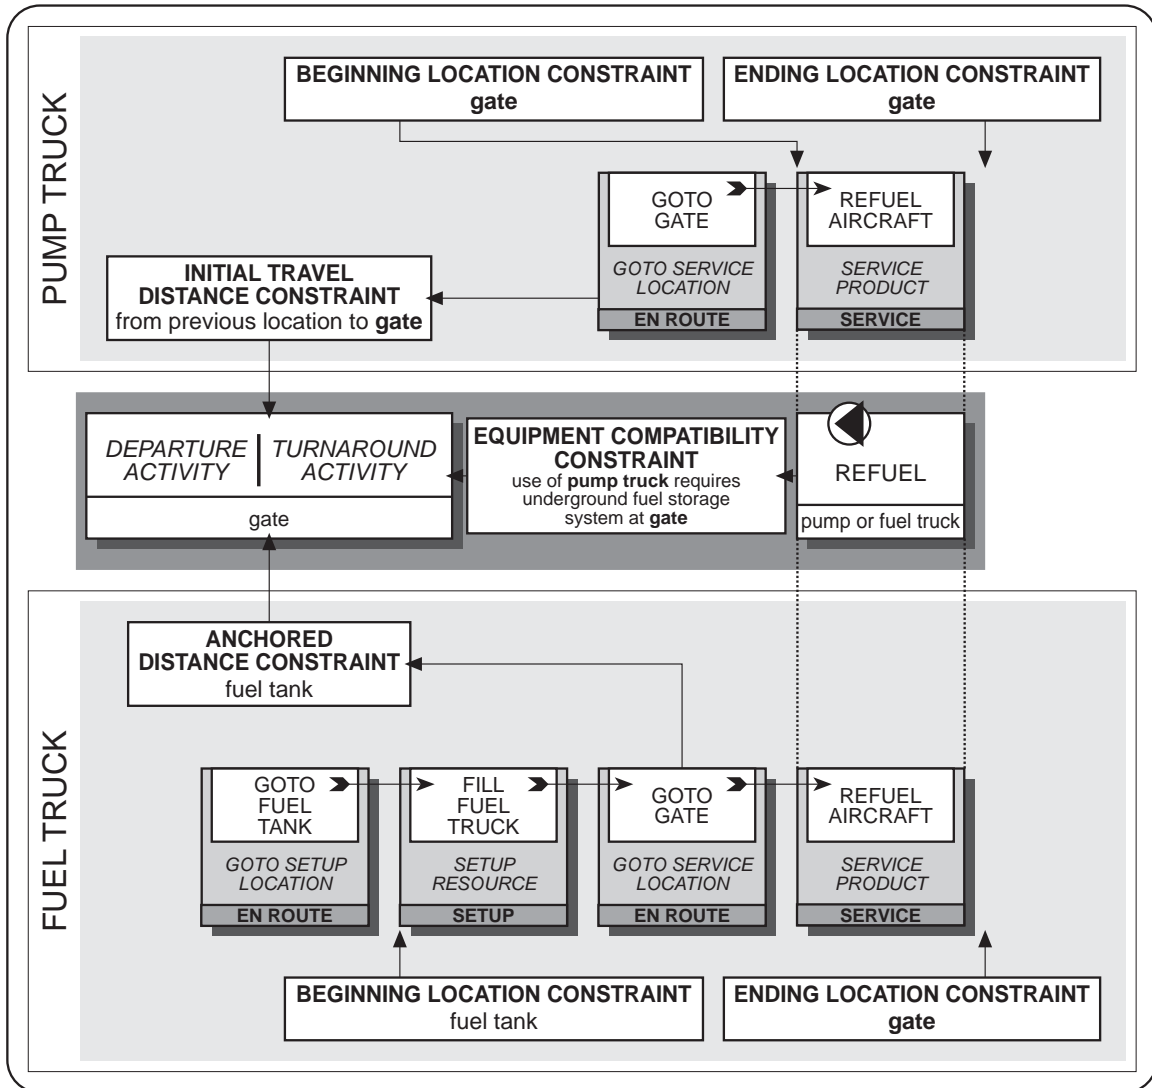 PUMP TRUCK
BEGINNING LOCATION CONSTRAINT
gate
ENDING LOCATION CONSTRAINT
gate
GOTO
GATE
GOTO SERVICE
LOCATION
EN ROUTE
REFUEL
AIRCRAFT
SERVICE
PRODUCT
SERVICE
INITIAL TRAVEL
DISTANCE CONSTRAINT
from previous location to gate
DEPARTURE
ACTIVITY
TURNAROUND
ACTIVITY
gate
EQUIPMENT COMPATIBILITY
CONSTRAINT
use of pump truck requires
underground fuel storage
system at gate
REFUEL
pump or fuel truck
FUEL TRUCK
ANCHORED
DISTANCE CONSTRAINT
fuel tank
GOTO
FUEL
TANK
GOTO SETUP
LOCATION
EN ROUTE
FILL
FUEL
TRUCK
SETUP
RESOURCE
SETUP
GOTO
GATE
GOTO SERVICE
LOCATION
EN ROUTE
REFUEL
AIRCRAFT
SERVICE
PRODUCT
SERVICE
BEGINNING LOCATION CONSTRAINT
fuel tank
ENDING LOCATION CONSTRAINT
gate